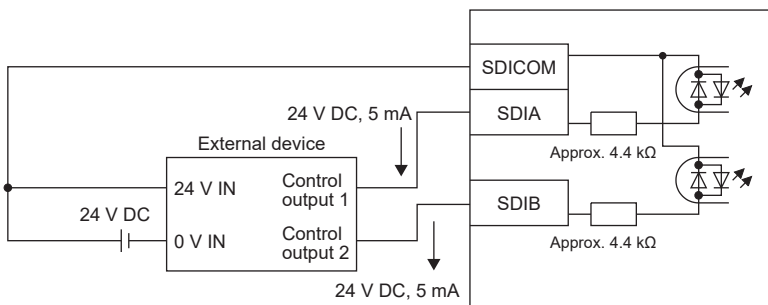 SDICOM
24 V DC, 5 mA
SDIA
External device
Approx. 4.4 kΩ
24 V IN
Control
output 1
24 V DC
SDIB
0 V IN
Control
output 2
Approx. 4.4 kΩ
24 V DC, 5 mA